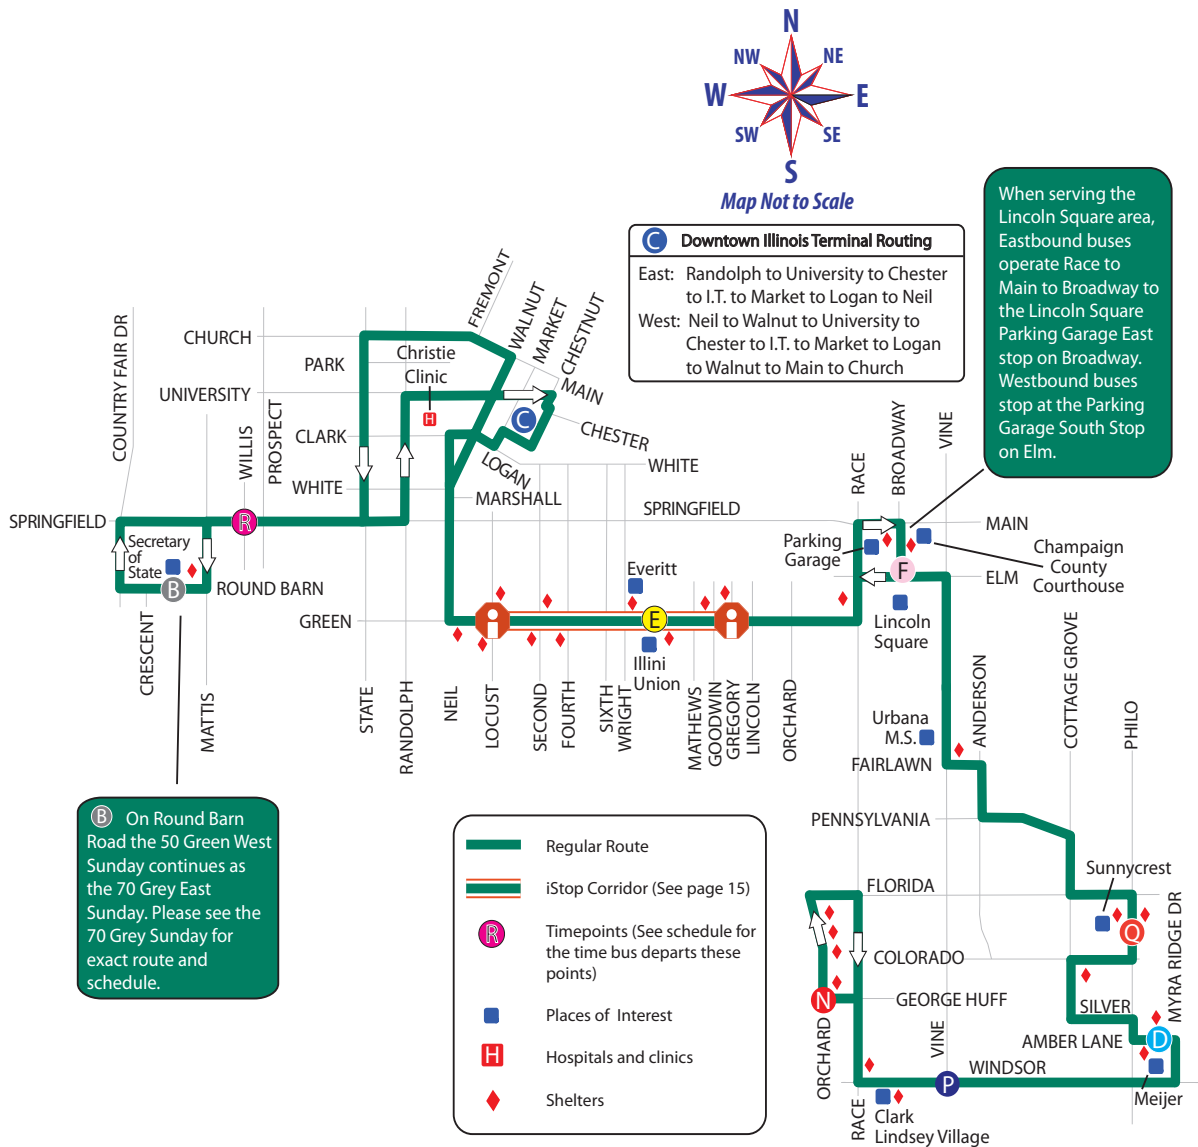 N
NW
NE
W
E
SW
SE
S
Map Not to Scale
C Downtown Illinois Terminal Routing
East: Randolph to University to Chester
to I.T. to Market to Logan to Neil
West: Neil to Walnut to University to
Chester to I.T. to Market to Logan
to Walnut to Main to Church
When serving the
Lincoln Square area,
Eastbound buses
operate Race to
Main to Broadway to
the Lincoln Square
Parking Garage East
stop on Broadway.
Westbound buses
stop at the Parking
Garage South Stop
on Elm.
COUNTRY FAIR DR
CHURCH
PARK
UNIVERSITY
CLARK
WHITE
SPRINGFIELD
WILLIS
PROSPECT
FREMONT
WALNUT
MARKET
CHESTNUT
MAIN
CHESTER
Christie
Clinic
H
C
LOGAN
WHITE
MARSHALL
SPRINGFIELD
R
Secretary
of
State
B
ROUND BARN
CRESCENT
MATTIS
GREEN
STATE
RANDOLPH
NEIL
LOCUST
SECOND
FOURTH
SIXTH
WRIGHT
MATHEWS
GOODWIN
GREGORY
LINCOLN
ORCHARD
Everitt
E
Illini
Union
RACE
BROADWAY
VINE
MAIN
ELM
Parking
Garage
F
Champaign
County
Courthouse
Lincoln
Square
Urbana
M.S.
FAIRLAWN
ANDERSON
COTTAGE GROVE
PHILO
PENNSYLVANIA
Sunnycrest
FLORIDA
Q
COLORADO
MYRA RIDGE DR
N
GEORGE HUFF
SILVER
AMBER LANE
D
ORCHARD
VINE
WINDSOR
P
Meijer
RACE
Clark
Lindsey Village
B On Round Barn
Road the 50 Green West
Sunday continues as
the 70 Grey East
Sunday. Please see the
70 Grey Sunday for
exact route and
schedule.
Regular Route
iStop Corridor (See page 15)
R Timepoints (See schedule for
the time bus departs these
points)
Places of Interest
H Hospitals and clinics
Shelters